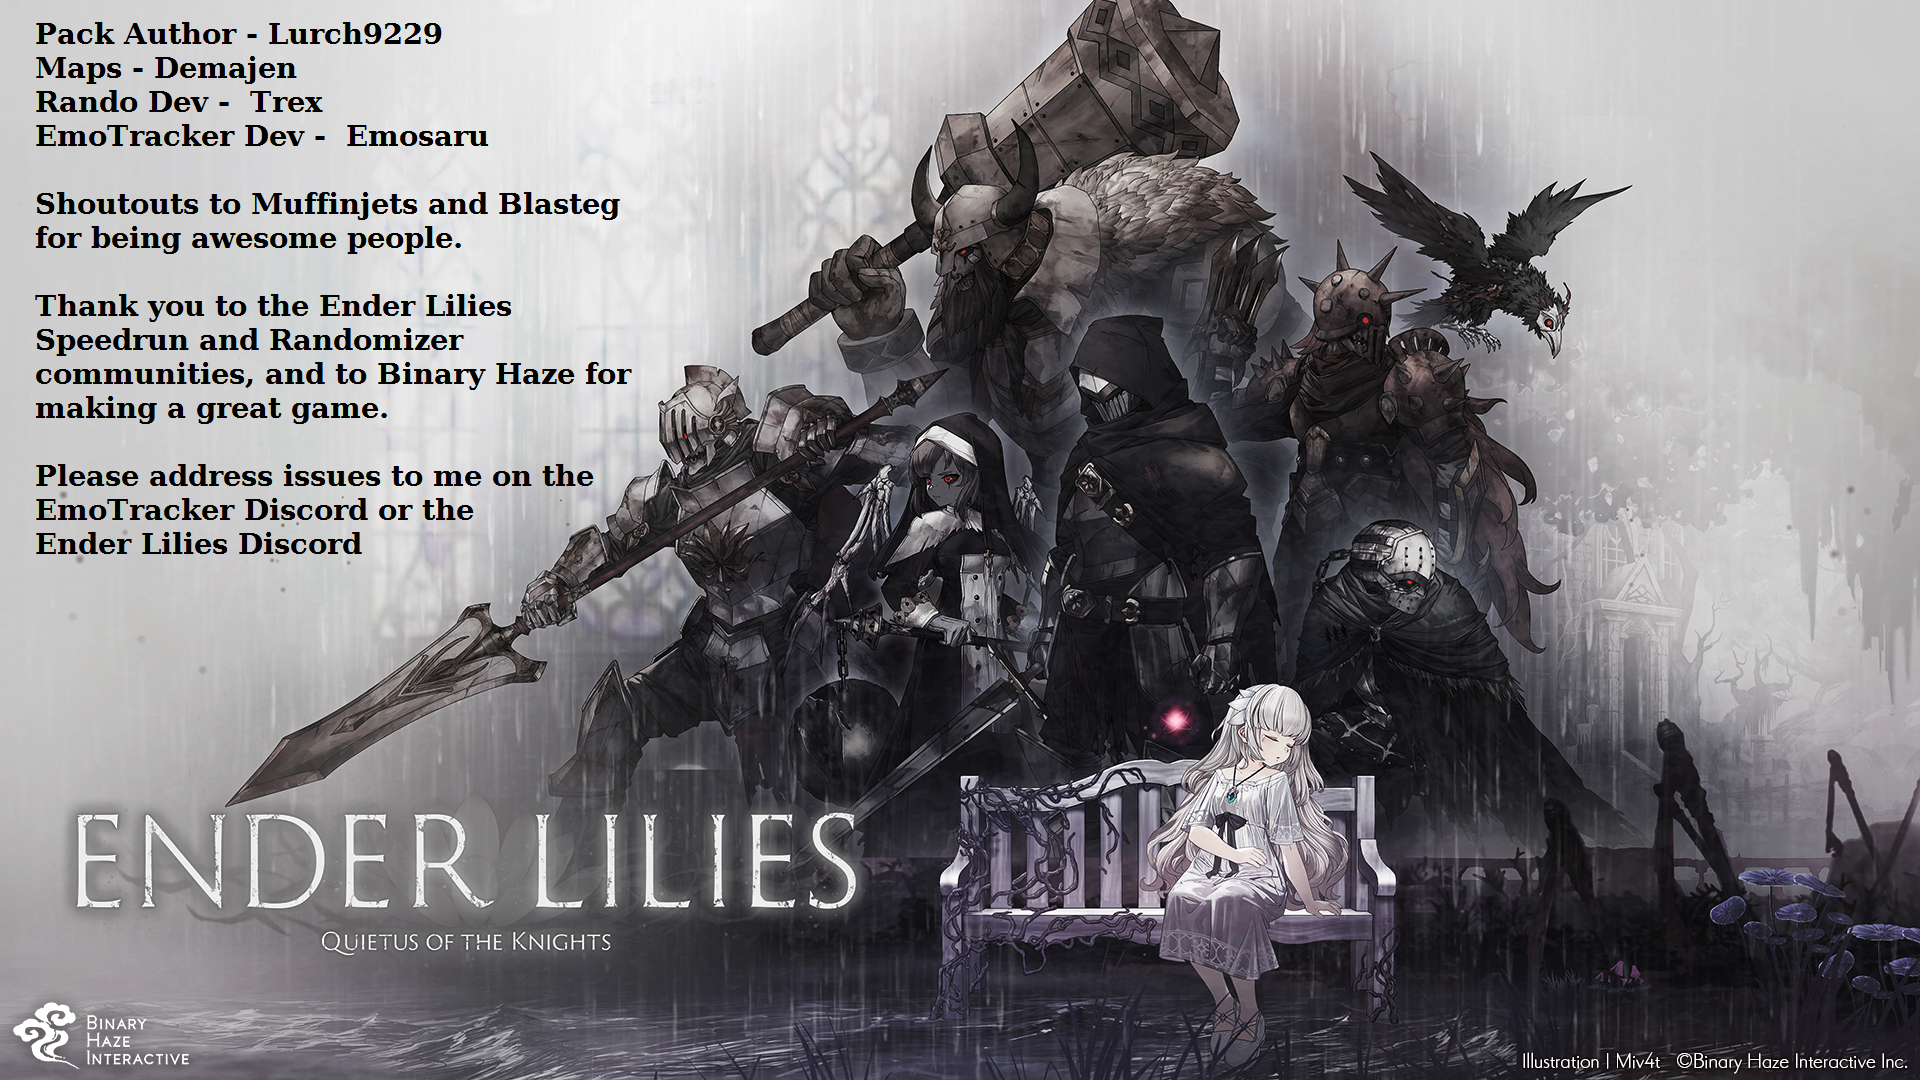 Pack Author - Lurch9229
Maps - Demajen
Rando Dev -  Trex
EmoTracker Dev -  Emosaru
Shoutouts to Muffinjets and Blasteg
for being awesome people.
Thank you to the Ender Lilies
Speedrun and Randomizer
communities, and to Binary Haze for
making a great game.
Please address issues to me on the
EmoTracker Discord or the
Ender Lilies Discord
ENDER LILIES
QUIETUS OF THE KNIGHTS
BINARY
HAZE
INTERACTIVE
Illustration | Miv4t ©Binary Haze Interactive Inc.